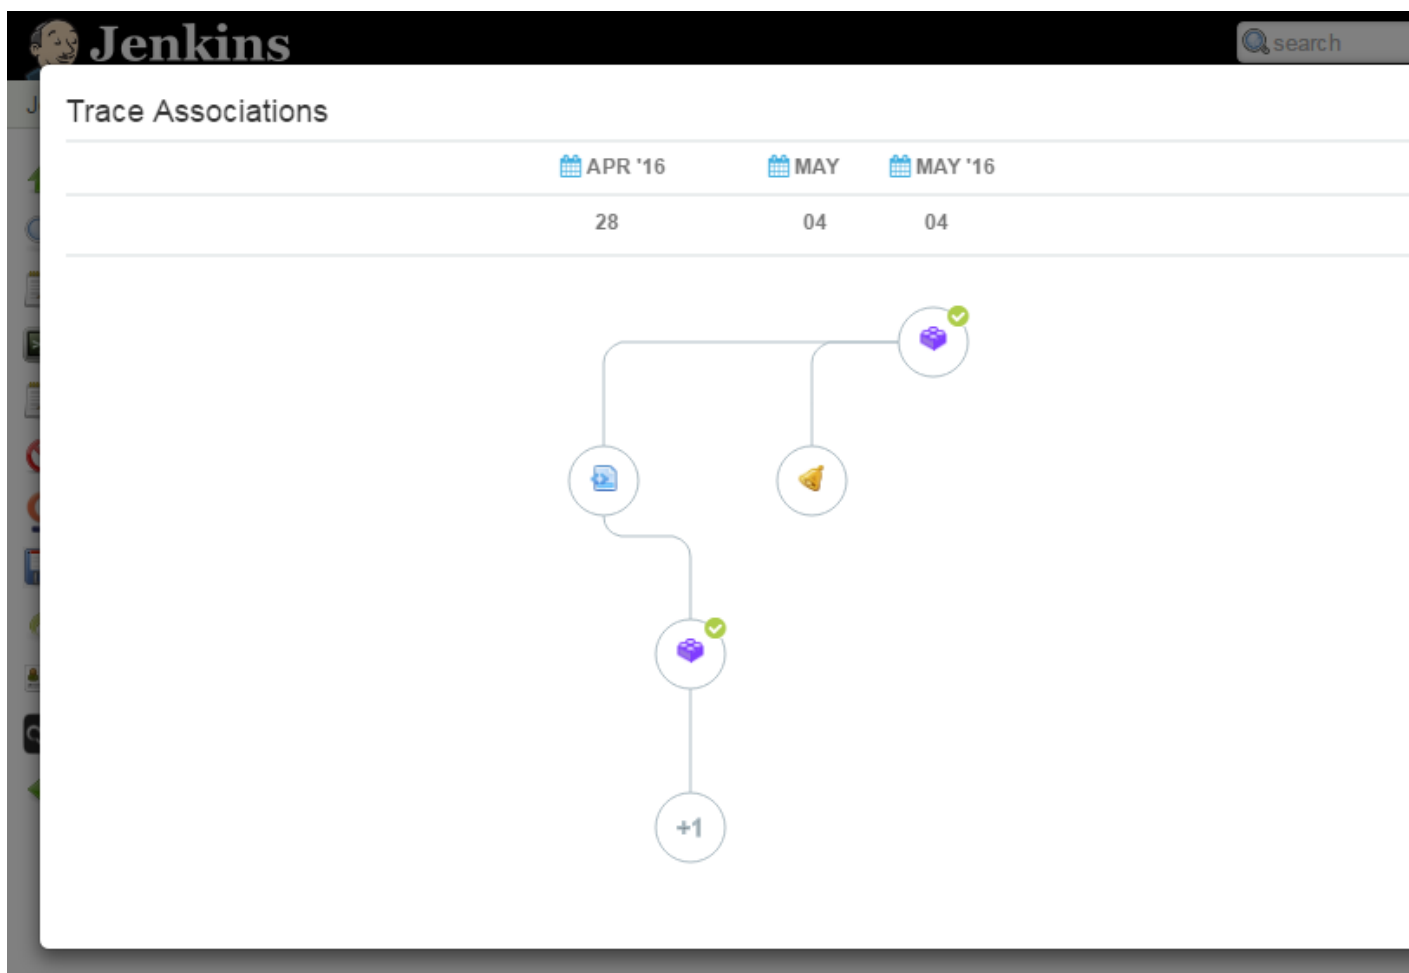 Jenkins
search
J
Trace Associations
APR '16 MAY MAY '16
28 04 04
+1